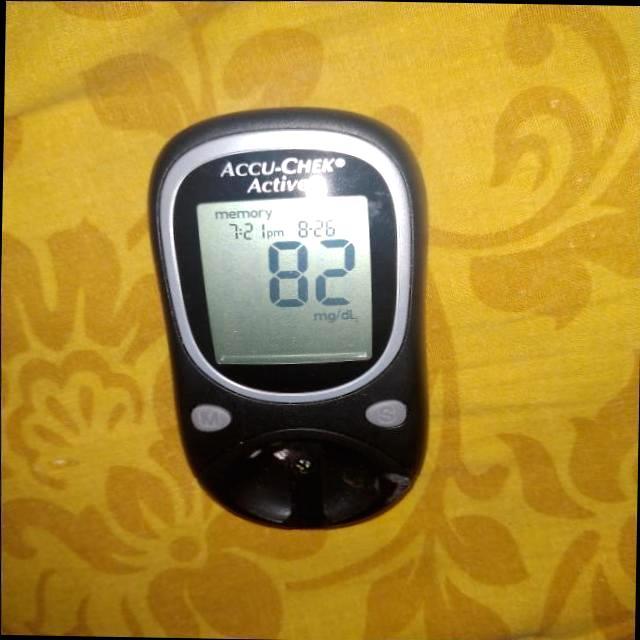 ACCU-CHEK®
Active
memory
7:21pm 8-26
82
mg/dL
M S